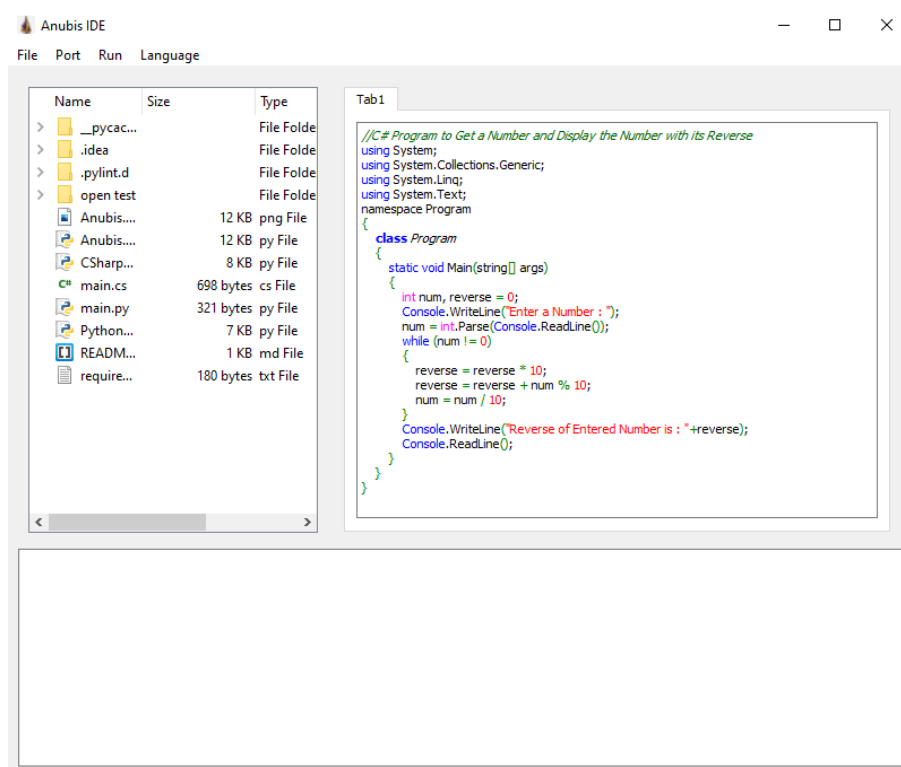 Anubis IDE
File Port Run Language
Name Size Type
__pycac... File Folde
.idea File Folde
.pylint.d File Folde
open test File Folde
Anubis.... 12 KB png File
Anubis.... 12 KB py File
CSharp... 8 KB py File
C# main.cs 698 bytes cs File
main.py 321 bytes py File
Python... 7 KB py File
READM... 1 KB md File
require... 180 bytes txt File
Tab1
//C# Program to Get a Number and Display the Number with its Reverse
using System;
using System.Collections.Generic;
using System.Linq;
using System.Text;
namespace Program
{
class Program
{
static void Main(string[] args)
{
int num, reverse = 0;
Console.WriteLine("Enter a Number : ");
num = int.Parse(Console.ReadLine());
while (num != 0)
{
reverse = reverse * 10;
reverse = reverse + num % 10;
num = num / 10;
}
Console.WriteLine("Reverse of Entered Number is : "+reverse);
Console.ReadLine();
}
}
}